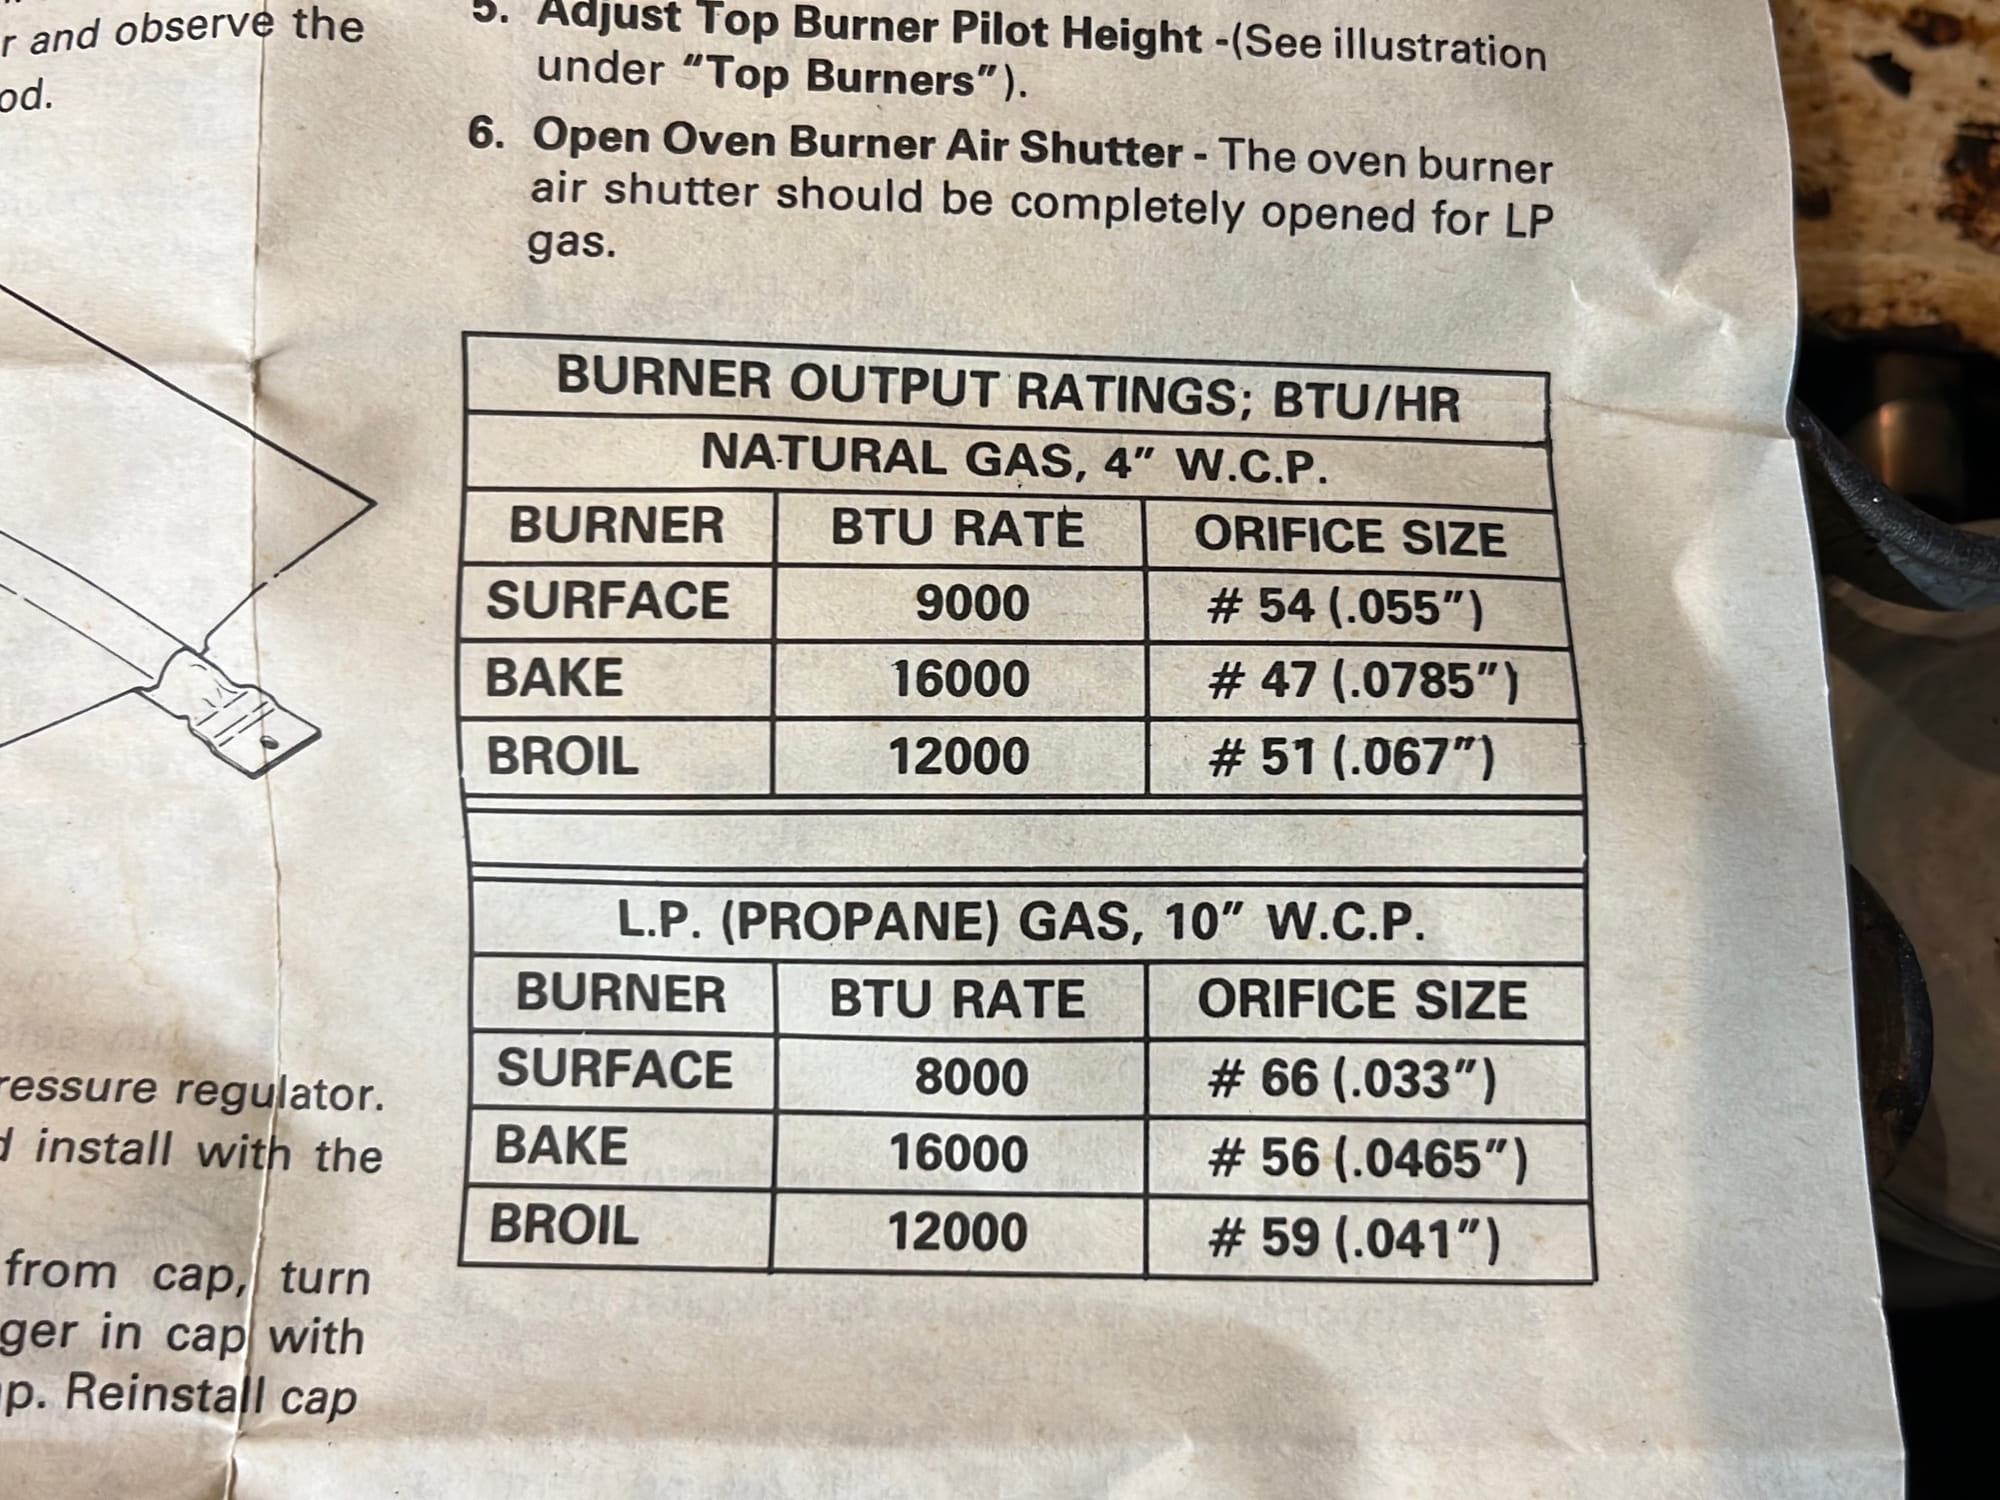 r and observe the
od.
ressure regulator.
d install with the
from cap, turn
ger in cap with
p. Reinstall cap
5. Adjust Top Burner Pilot Height -(See illustration
under “Top Burners”).
6. Open Oven Burner Air Shutter - The oven burner
air shutter should be completely opened for LP
gas.
BURNER OUTPUT RATINGS; BTU/HR
NATURAL GAS, 4” W.C.P.
BURNER BTU RATE ORIFICE SIZE
SURFACE 9000 # 54 (.055”)
BAKE 16000 # 47 (.0785”)
BROIL 12000 # 51 (.067”)
L.P. (PROPANE) GAS, 10” W.C.P.
BURNER BTU RATE ORIFICE SIZE
SURFACE 8000 # 66 (.033”)
BAKE 16000 # 56 (.0465”)
BROIL 12000 # 59 (.041”)